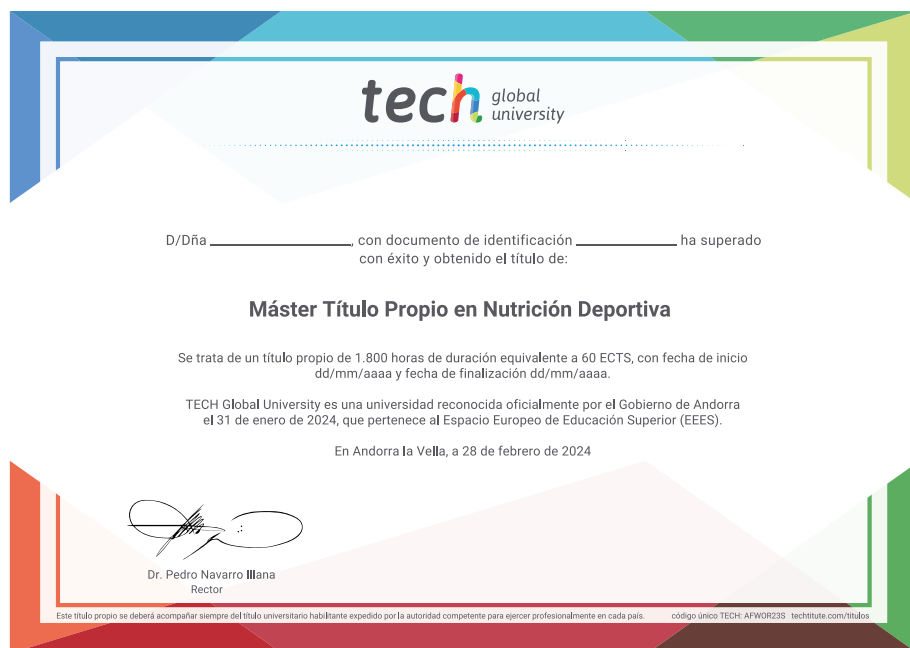 tech global university
D/Dña ____________, con documento de identificación ____________ ha superado
con éxito y obtenido el título de:
Máster Título Propio en Nutrición Deportiva
Se trata de un título propio de 1.800 horas de duración equivalente a 60 ECTS, con fecha de inicio
dd/mm/aaaa y fecha de finalización dd/mm/aaaa.
TECH Global University es una universidad reconocida oficialmente por el Gobierno de Andorra
el 31 de enero de 2024, que pertenece al Espacio Europeo de Educación Superior (EEES).
En Andorra la Vella, a 28 de febrero de 2024
Dr. Pedro Navarro Illana
Rector
Este título propio se deberá acompañar siempre del título universitario habilitante expedido por la autoridad competente para ejercer profesionalmente en cada país. código único TECH: AFWOR23S techtitute.com/titulos